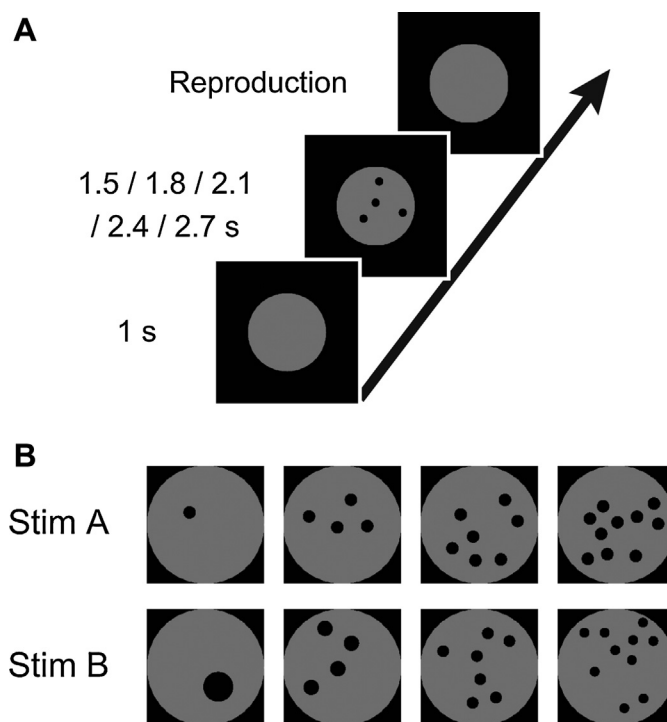 A
Reproduction
1.5 / 1.8 / 2.1
/ 2.4 / 2.7 s
1 s
B
Stim A
Stim B